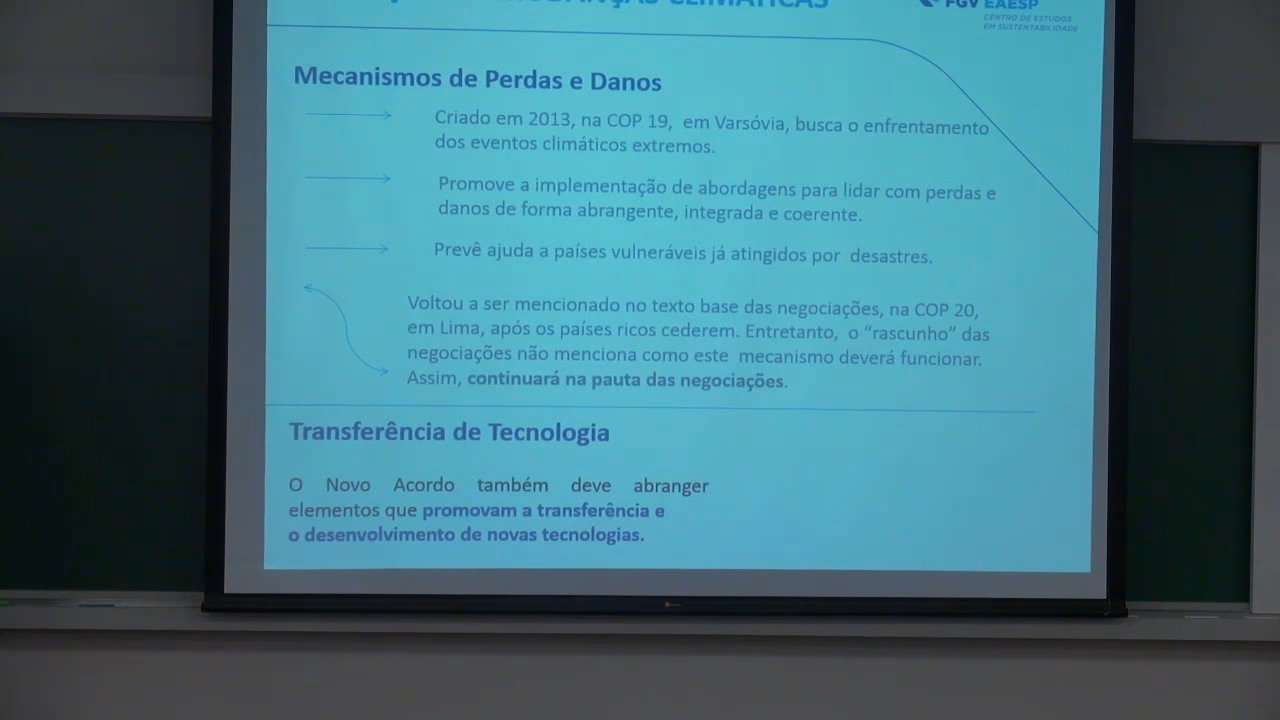 CLIMÁTICAS
FGV EAESP
CENTRO DE ESTUDOS
EM SUSTENTABILIDADE
Mecanismos de Perdas e Danos
Criado em 2013, na COP 19, em Varsóvia, busca o enfrentamento
dos eventos climáticos extremos.
Promove a implementação de abordagens para lidar com perdas e
danos de forma abrangente, integrada e coerente.
Prevê ajuda a países vulneráveis já atingidos por desastres.
Voltou a ser mencionado no texto base das negociações, na COP 20,
em Lima, após os países ricos cederem. Entretanto, o “rascunho” das
negociações não menciona como este mecanismo deverá funcionar.
Assim, continuará na pauta das negociações.
Transferência de Tecnologia
O Novo Acordo também deve abranger
elementos que promovam a transferência e
o desenvolvimento de novas tecnologias.